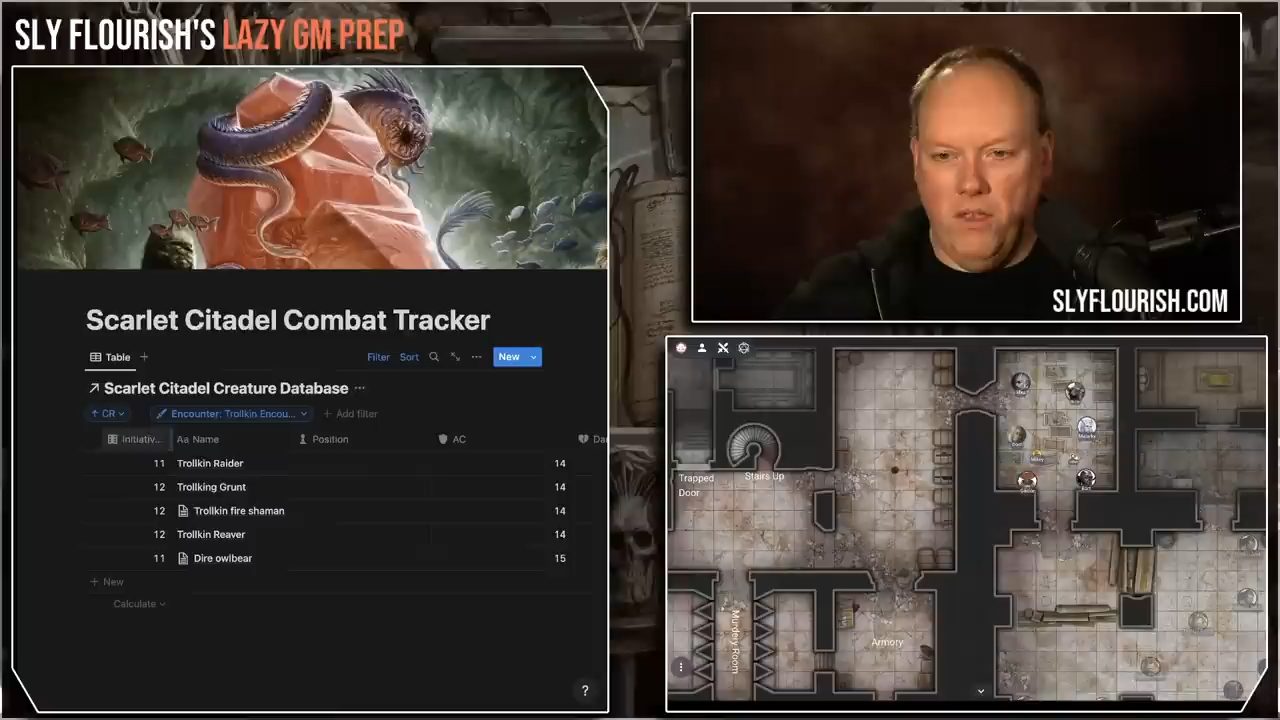 SLY FLOURISH'S LAZY GM PREP
Scarlet Citadel Combat Tracker
Table
Filter Sort New
Scarlet Citadel Creature Database
CR Encounter: Trollkin Encou... Add filter
Initiativ... Aa Name Position AC Da
11 Trollkin Raider 14
12 Trollking Grunt 14
12 Trollkin fire shaman 14
12 Trollkin Reaver 14
11 Dire owlbear 15
+ New
Calculate
?
SLYFLOURISH.COM
Trapped
Door
Stairs Up
Murdery Room
Armory